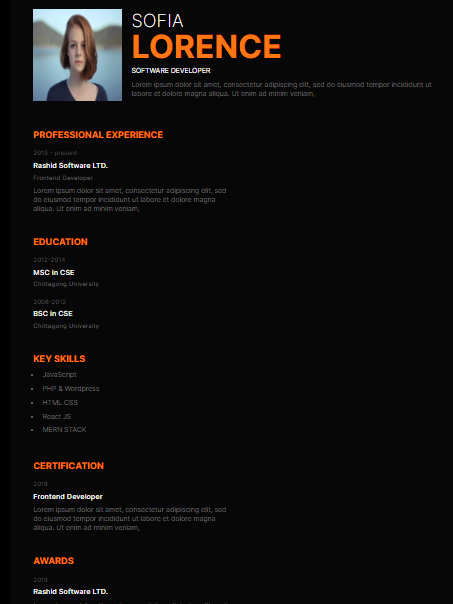 SOFIA
LORENCE
SOFTWARE DEVELOPER
Lorem ipsum dolor sit amet, consectetur adipiscing elit, sed do eiusmod tempor incididunt ut
labore et dolore magna aliqua. Ut enim ad minim veniam,
PROFESSIONAL EXPERIENCE
2019 - present
Rashid Software LTD.
Frontend Developer
Lorem ipsum dolor sit amet, consectetur adipiscing elit, sed
do eiusmod tempor incididunt ut labore et dolore magna
aliqua. Ut enim ad minim veniam,
EDUCATION
2012-2014
MSC in CSE
Chittagong University
2008-2012
BSC in CSE
Chittagong University
KEY SKILLS
JavaScript
PHP & Wordpress
HTML CSS
React JS
MERN STACK
CERTIFICATION
2018
Frontend Developer
Lorem ipsum dolor sit amet, consectetur adipiscing elit, sed
do eiusmod tempor incididunt ut labore et dolore magna
aliqua. Ut enim ad minim veniam,
AWARDS
2019
Rashid Software LTD.